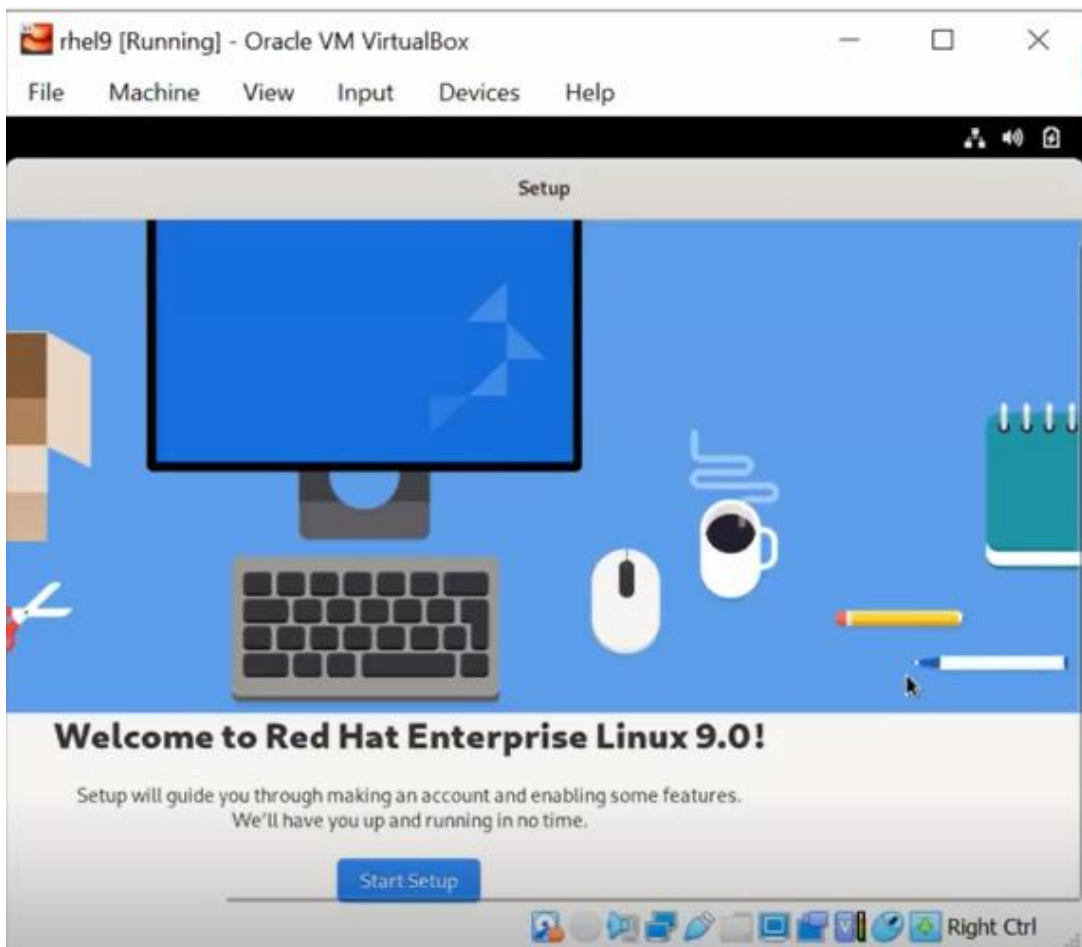 rhel9 [Running] - Oracle VM VirtualBox
File Machine View Input Devices Help
Setup
Welcome to Red Hat Enterprise Linux 9.0!
Setup will guide you through making an account and enabling some features.
We'll have you up and running in no time.
Start Setup
Right Ctrl